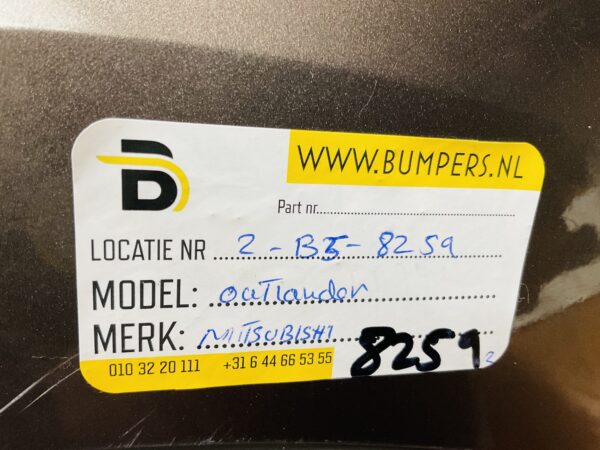 B
WWW.BUMPERS.NL
Part nr.
LOCATIE NR 2-B5-8259
MODEL: outlander
MERK: MITSUBISHI
010 32 20 111 +31 6 44 66 53 55
8259 2